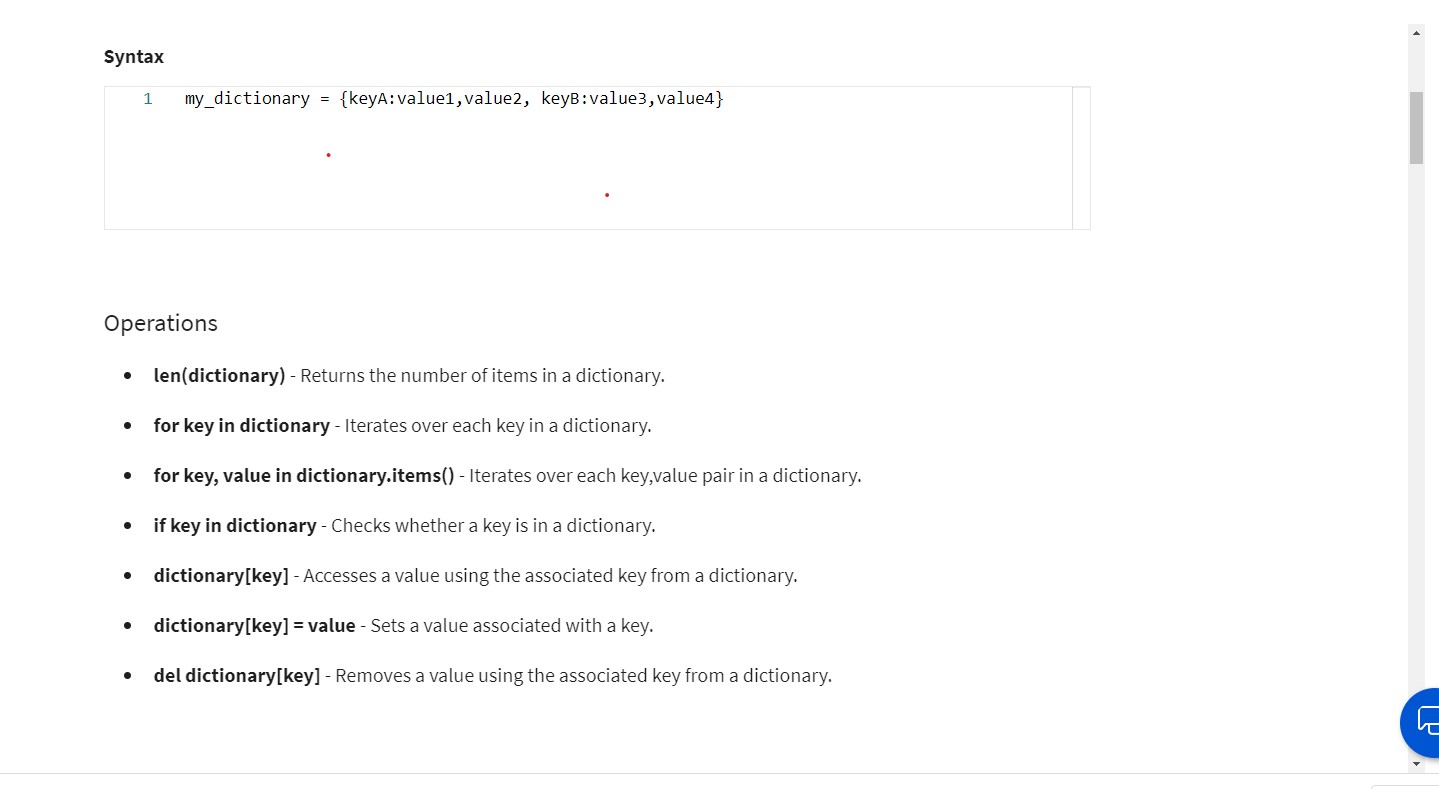 Syntax
1 my_dictionary = {keyA:value1,value2, keyB:value3,value4}
Operations
• len(dictionary) - Returns the number of items in a dictionary.
• for key in dictionary - Iterates over each key in a dictionary.
• for key, value in dictionary.items() - Iterates over each key,value pair in a dictionary.
• if key in dictionary - Checks whether a key is in a dictionary.
• dictionary[key] - Accesses a value using the associated key from a dictionary.
• dictionary[key] = value - Sets a value associated with a key.
• del dictionary[key] - Removes a value using the associated key from a dictionary.